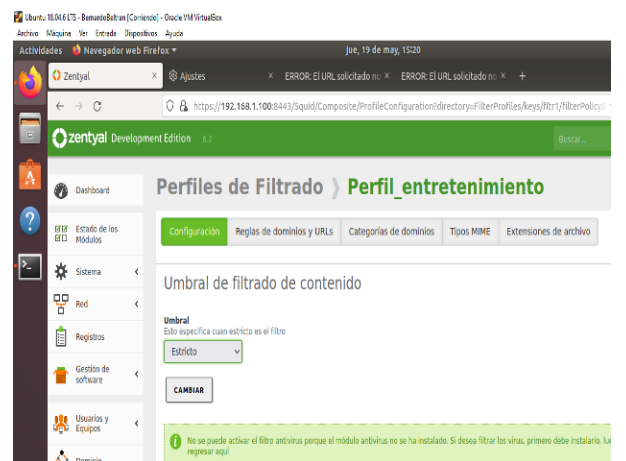 Ubuntu 18.04.6 LTS - BernardoBeltran [Corriendo] - Oracle VM VirtualBox
Archivo Máquina Ver Entrada Dispositivos Ayuda
Actividades Navegador web Firefox jue, 19 de may, 15:20
Zentyal × Ajustes × ERROR: El URL solicitado no × ERROR: El URL solicitado no × +
https://192.168.1.100:8443/Squid/Composite/ProfileConfiguration?directory=FilterProfiles/keys/fltr1/filterPolicy
zentyal Development Edition 6.2 Buscar...
Dashboard
Estado de los
Módulos
Sistema
Red
Registros
Gestión de
software
Usuarios y
Equipos
Dominio
Perfiles de Filtrado Perfil_entretenimiento
Configuración Reglas de dominios y URLs Categorías de dominios Tipos MIME Extensiones de archivo
Umbral de filtrado de contenido
Umbral
Esto especifica cuan estricto es el filtro
Estricto
CAMBIAR
No se puede activar el filtro antivirus porque el módulo antivirus no se ha instalado. Si desea filtrar los virus, primero debe instalarlo,
regresar aquí